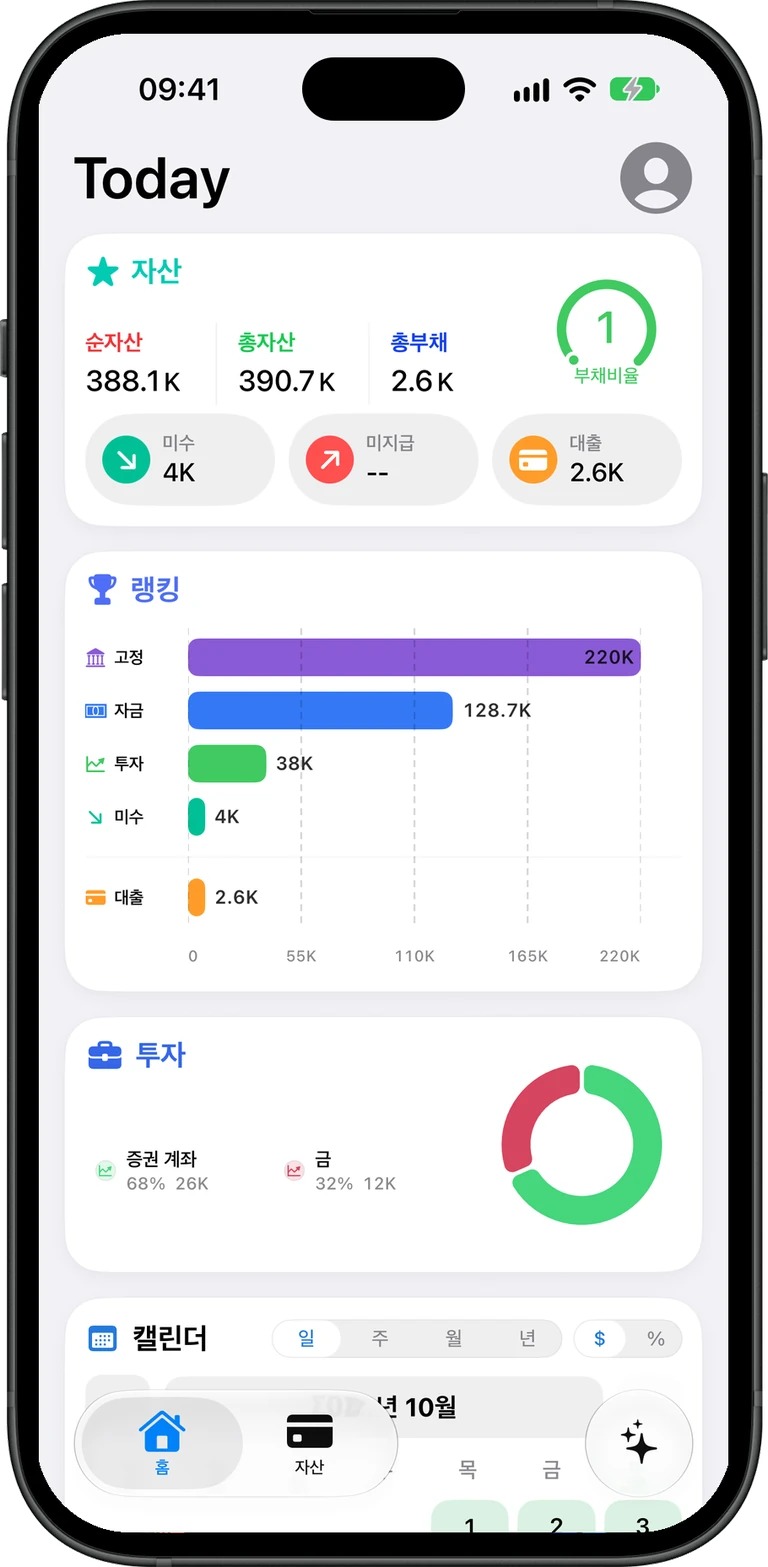 09:41
Today
자산
순자산 총자산 총부채
388.1K 390.7K 2.6K
1
부채비율
미수 미지급 대출
4K -- 2.6K
랭킹
고정 220K
자금 128.7K
투자 38K
미수 4K
대출 2.6K
0 55K 110K 165K 220K
투자
증권 계좌 금
68% 26K 32% 12K
캘린더 일 주 월 년 $ %
년 10월
목 금
홈 자산
1 2 3